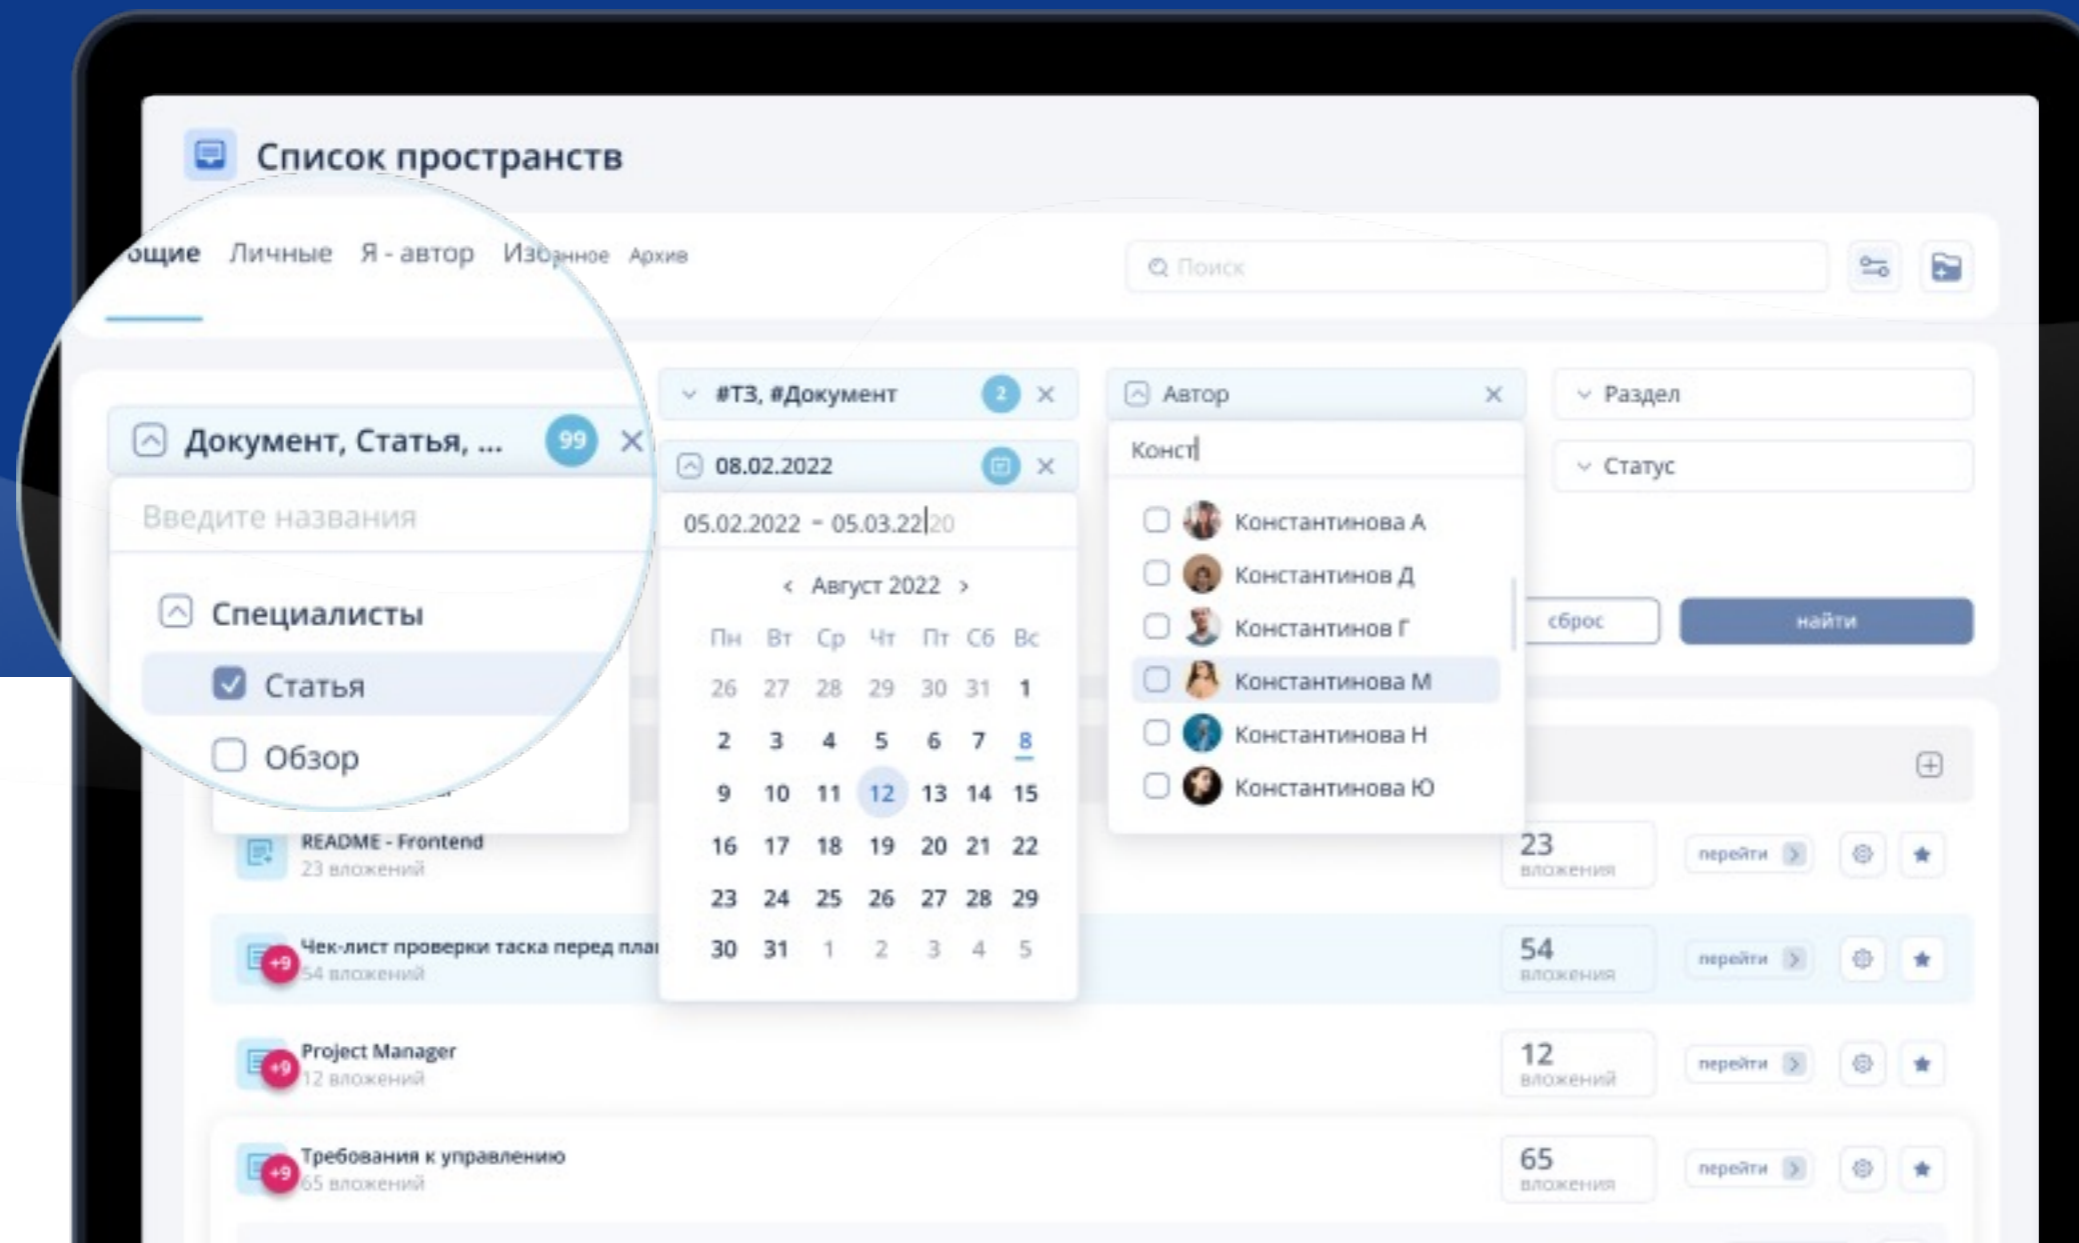 Список пространств
Личные Я - автор Архив
Поиск
Документ, Статья, ... 99
Введите названия
Специалисты
Статья
Обзор
#ТЗ, #Документ 2
08.02.2022
05.02.2022 - 05.03.2220
< Август 2022 >
Пн Вт Ср Чт Пт Сб Вс
26 27 28 29 30 31 1
2 3 4 5 6 7 8
9 10 11 12 13 14 15
16 17 18 19 20 21 22
23 24 25 26 27 28 29
30 31 1 2 3 4 5
Автор
Конст
Константинова А
Константинов Д
Константинов Г
Константинова М
Константинова Н
Константинова Ю
Раздел
Статус
сброс найти
README - Frontend
23 вложений
23
вложения
перейти
+9
Чек-лист проверки таска перед
54 вложений
54
вложения
перейти
+9
Project Manager
12 вложений
12
вложений
перейти
+9
Требования к управлению
65 вложений
65
вложения
перейти